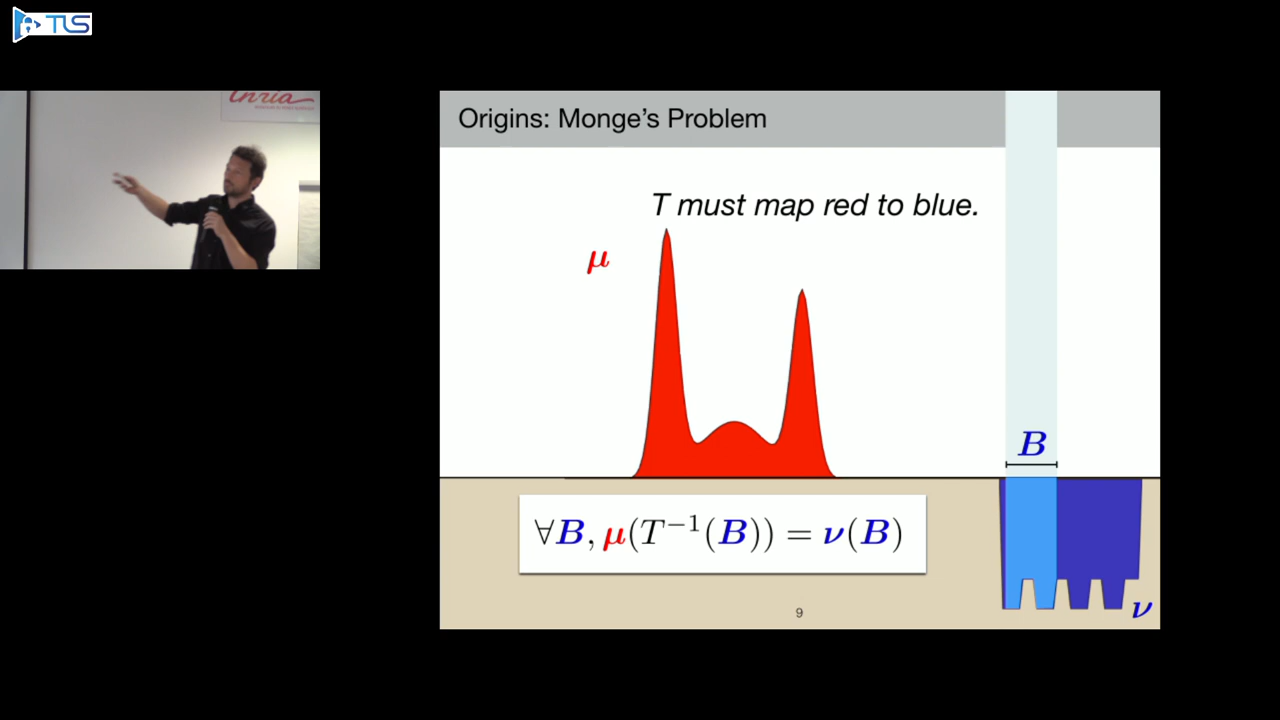 TLS
Inria
Origins: Monge's Problem
T must map red to blue.
μ
B
∀B, μ(T⁻¹(B)) = ν(B)
ν
9